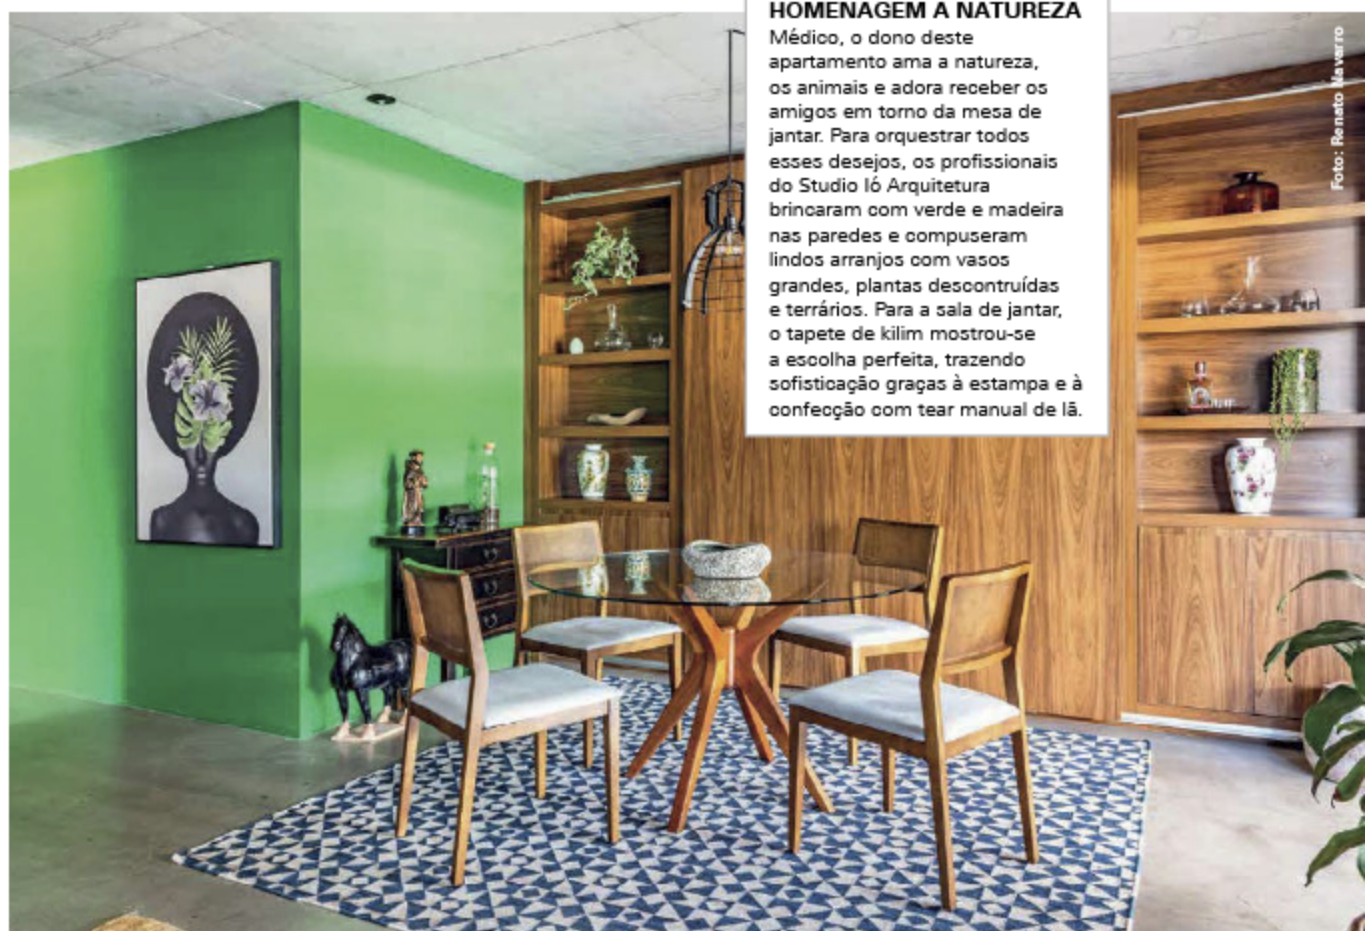 HOMENAGEM A NATUREZA
Médico, o dono deste
apartamento ama a natureza,
os animais e adora receber os
amigos em torno da mesa de
jantar. Para orquestrar todos
esses desejos, os profissionais
do Studio Ió Arquitetura
brincaram com verde e madeira
nas paredes e compuseram
lindos arranjos com vasos
grandes, plantas descontruídas
e terrários. Para a sala de jantar,
o tapete de kilim mostrou-se
a escolha perfeita, trazendo
sofisticação graças à estampa e à
confecção com tear manual de lã.
Foto: Renato Navarro